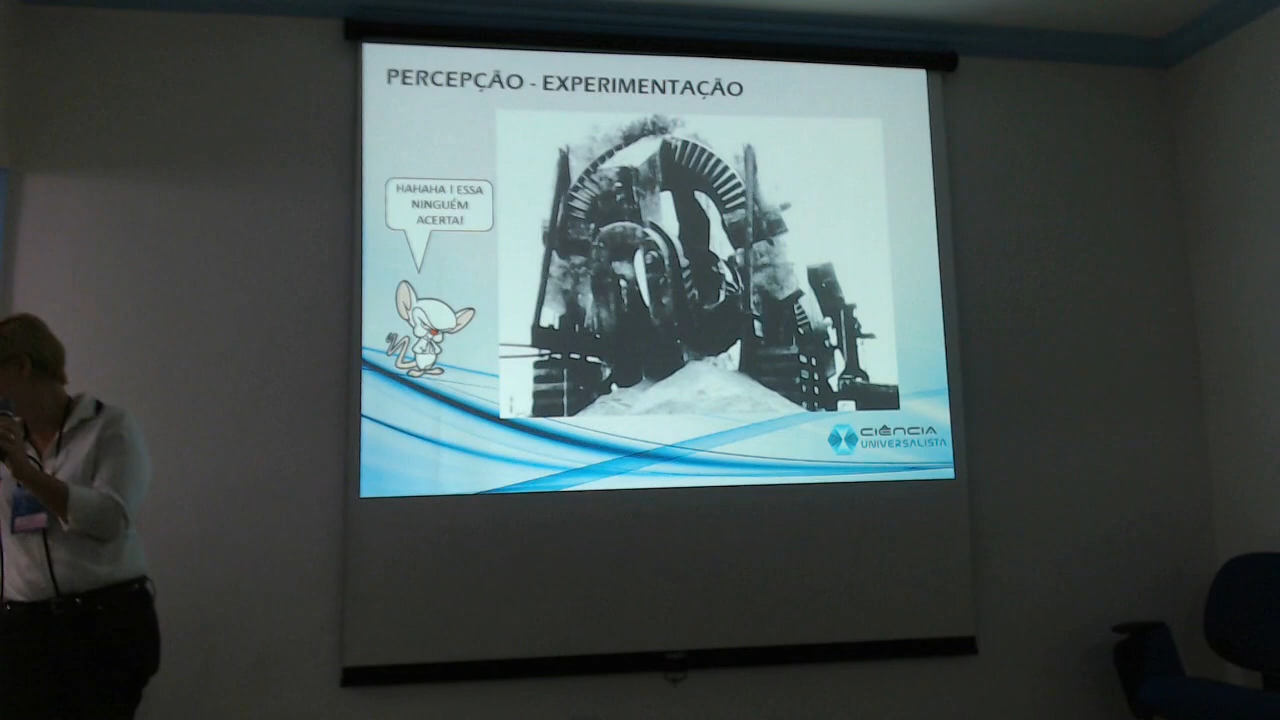 PERCEPÇÃO - EXPERIMENTAÇÃO
HAHAHA ! ESSA
NINGUÉM
ACERTA!
CIÊNCIA
UNIVERSALISTA